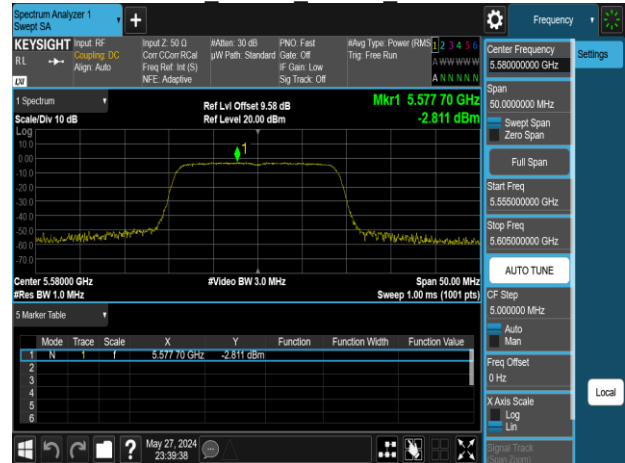 Spectrum Analyzer 1
Swept SA
+
Frequency
KEYSIGHT Input: RF Input Z: 50 Ω #Atten: 30 dB PNO: Fast #Avg Type: Power (RMS 1 2 3 4 5 6
RL Coupling: DC Corr CCorr RCal µW Path: Standard Gate: Off Trig: Free Run A W W W W W
Align: Auto Freq Ref: Int (S) IF Gain: Low
LXI NFE: Adaptive Sig Track: Off A N N N N N
1 Spectrum
Scale/Div 10 dB
Ref Lvl Offset 9.58 dB
Ref Level 20.00 dBm
Mkr1 5.577 70 GHz
-2.811 dBm
Log
10.0
0.00
-10.0
-20.0
-30.0
-40.0
-50.0
-60.0
-70.0
1
Center 5.58000 GHz #Video BW 3.0 MHz Span 50.00 MHz
#Res BW 1.0 MHz Sweep 1.00 ms (1001 pts)
5 Marker Table
Mode Trace Scale X Y Function Function Width Function Value
1 N 1 f 5.577 70 GHz -2.811 dBm
2
3
4
5
6
May 27, 2024
23:39:38
?
Center Frequency
5.580000000 GHz
Settings
Span
50.0000000 MHz
Swept Span
Zero Span
Full Span
Start Freq
5.555000000 GHz
Stop Freq
5.605000000 GHz
AUTO TUNE
CF Step
5.000000 MHz
Auto
Man
Freq Offset
0 Hz
X Axis Scale
Log
Lin
Local
Signal Track
(Span Zoom)